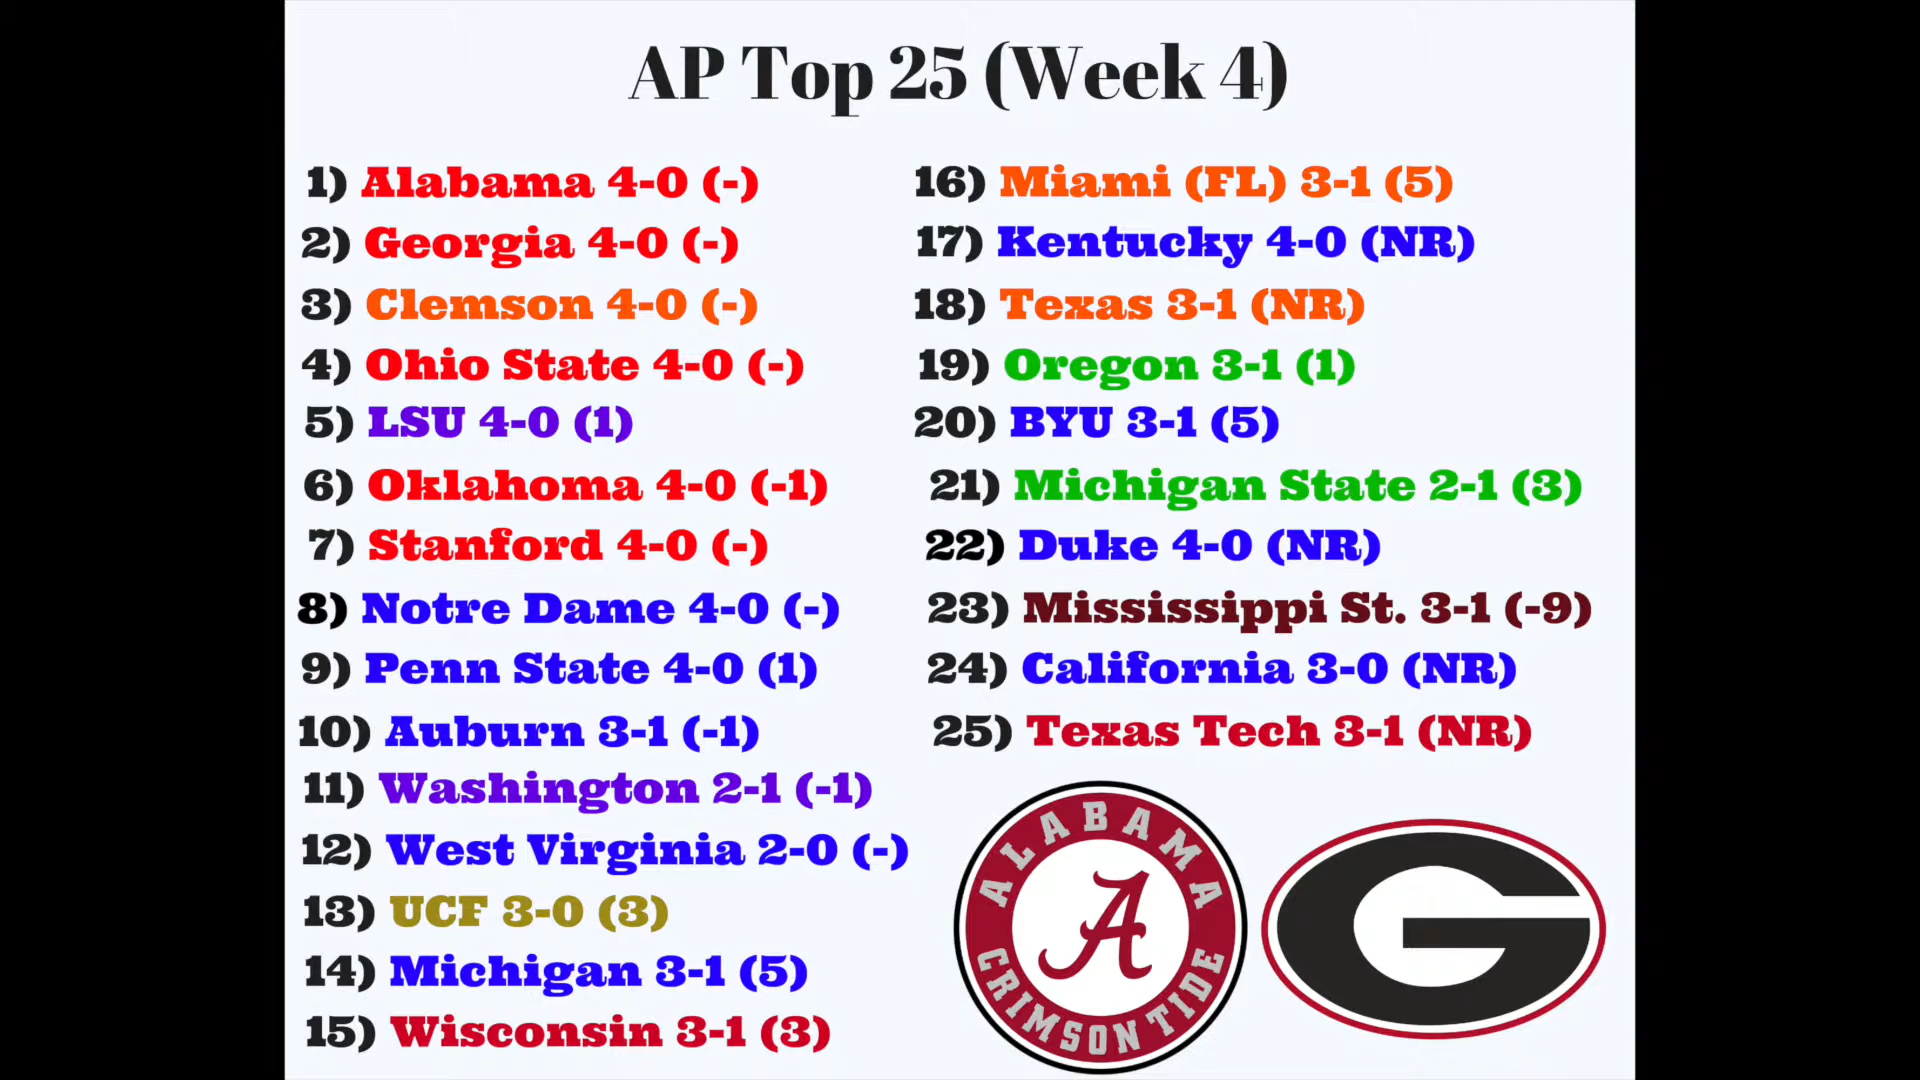 AP Top 25 (Week 4)
1) Alabama 4-0 (-)
2) Georgia 4-0 (-)
3) Clemson 4-0 (-)
4) Ohio State 4-0 (-)
5) LSU 4-0 (1)
6) Oklahoma 4-0 (-1)
7) Stanford 4-0 (-)
8) Notre Dame 4-0 (-)
9) Penn State 4-0 (1)
10) Auburn 3-1 (-1)
11) Washington 2-1 (-1)
12) West Virginia 2-0 (-)
13) UCF 3-0 (3)
14) Michigan 3-1 (5)
15) Wisconsin 3-1 (3)
16) Miami (FL) 3-1 (5)
17) Kentucky 4-0 (NR)
18) Texas 3-1 (NR)
19) Oregon 3-1 (1)
20) BYU 3-1 (5)
21) Michigan State 2-1 (3)
22) Duke 4-0 (NR)
23) Mississippi St. 3-1 (-9)
24) California 3-0 (NR)
25) Texas Tech 3-1 (NR)
ALABAMA
A
CRIMSON TIDE
G